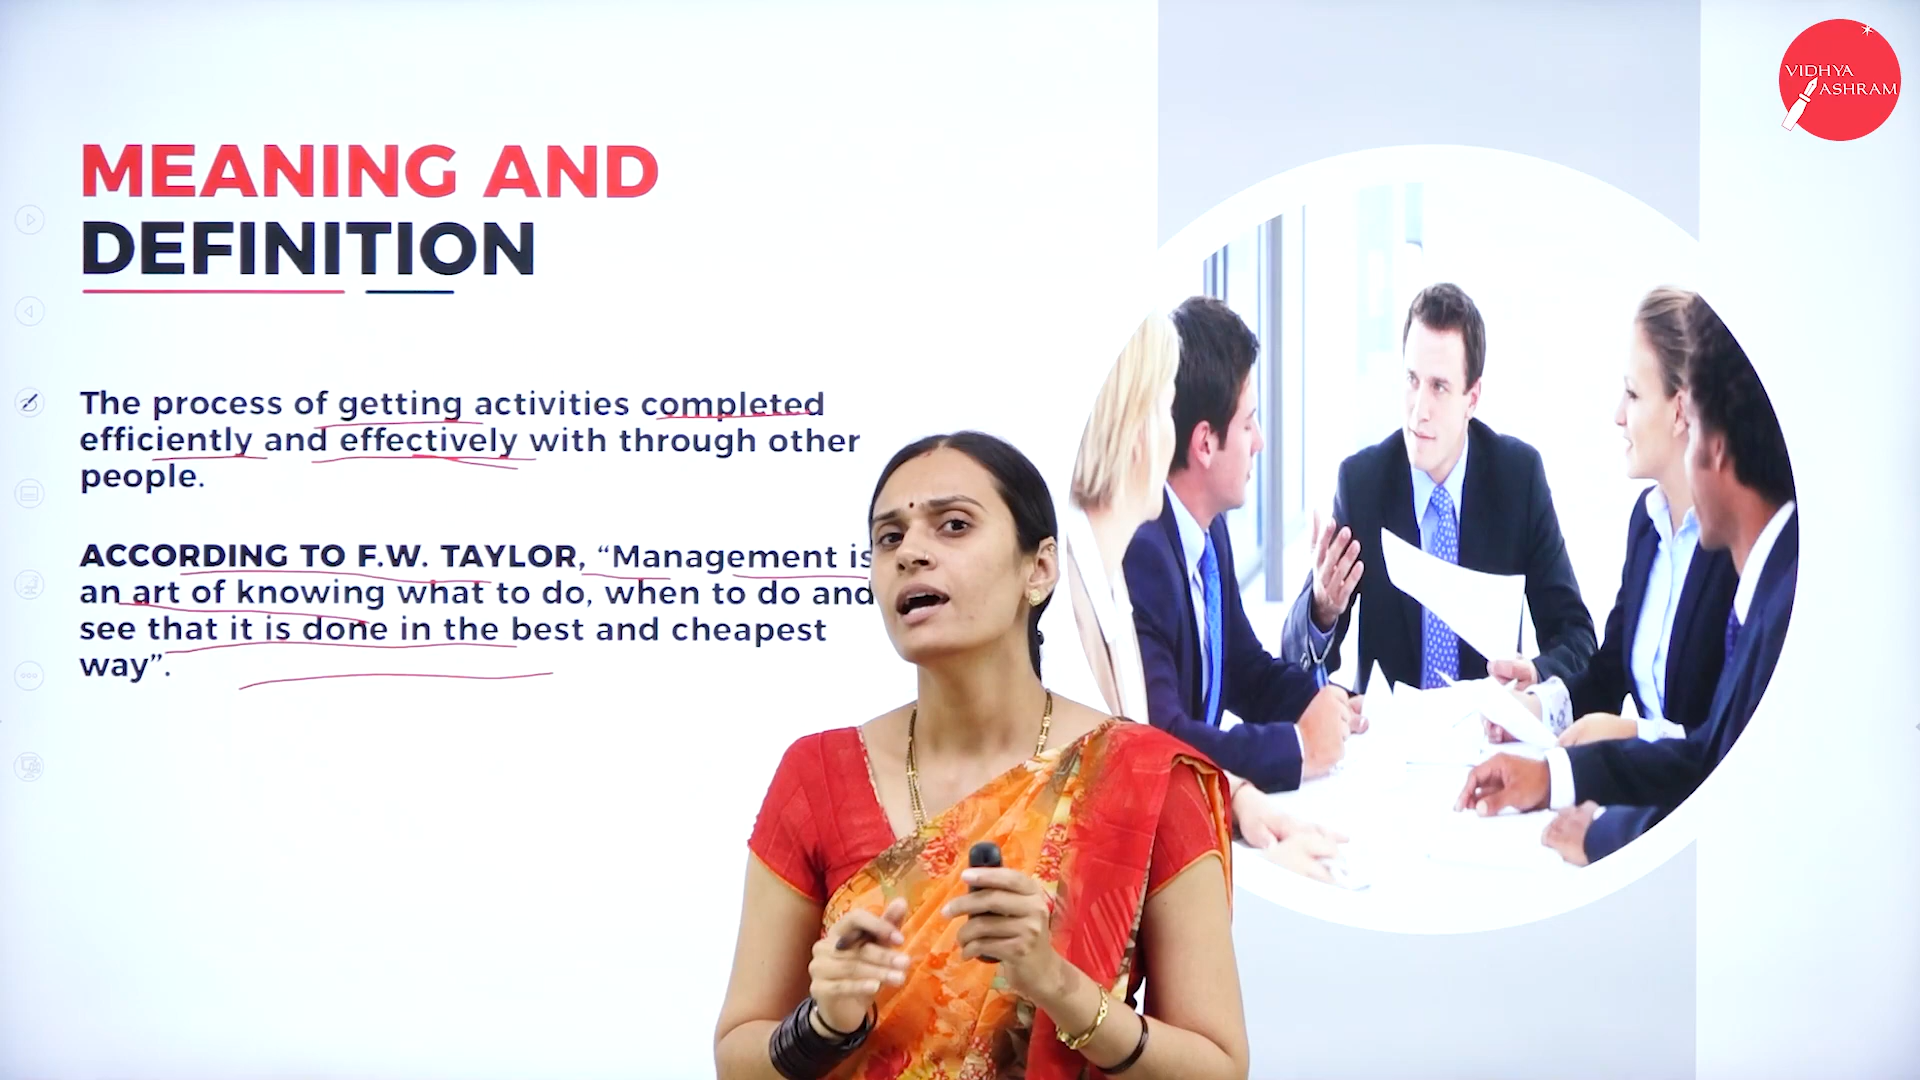 VIDHYA
ASHRAM
MEANING AND
DEFINITION
The process of getting activities completed
efficiently and effectively with through other
people.
ACCORDING TO F.W. TAYLOR, “Management is
an art of knowing what to do, when to do and
see that it is done in the best and cheapest
way”.